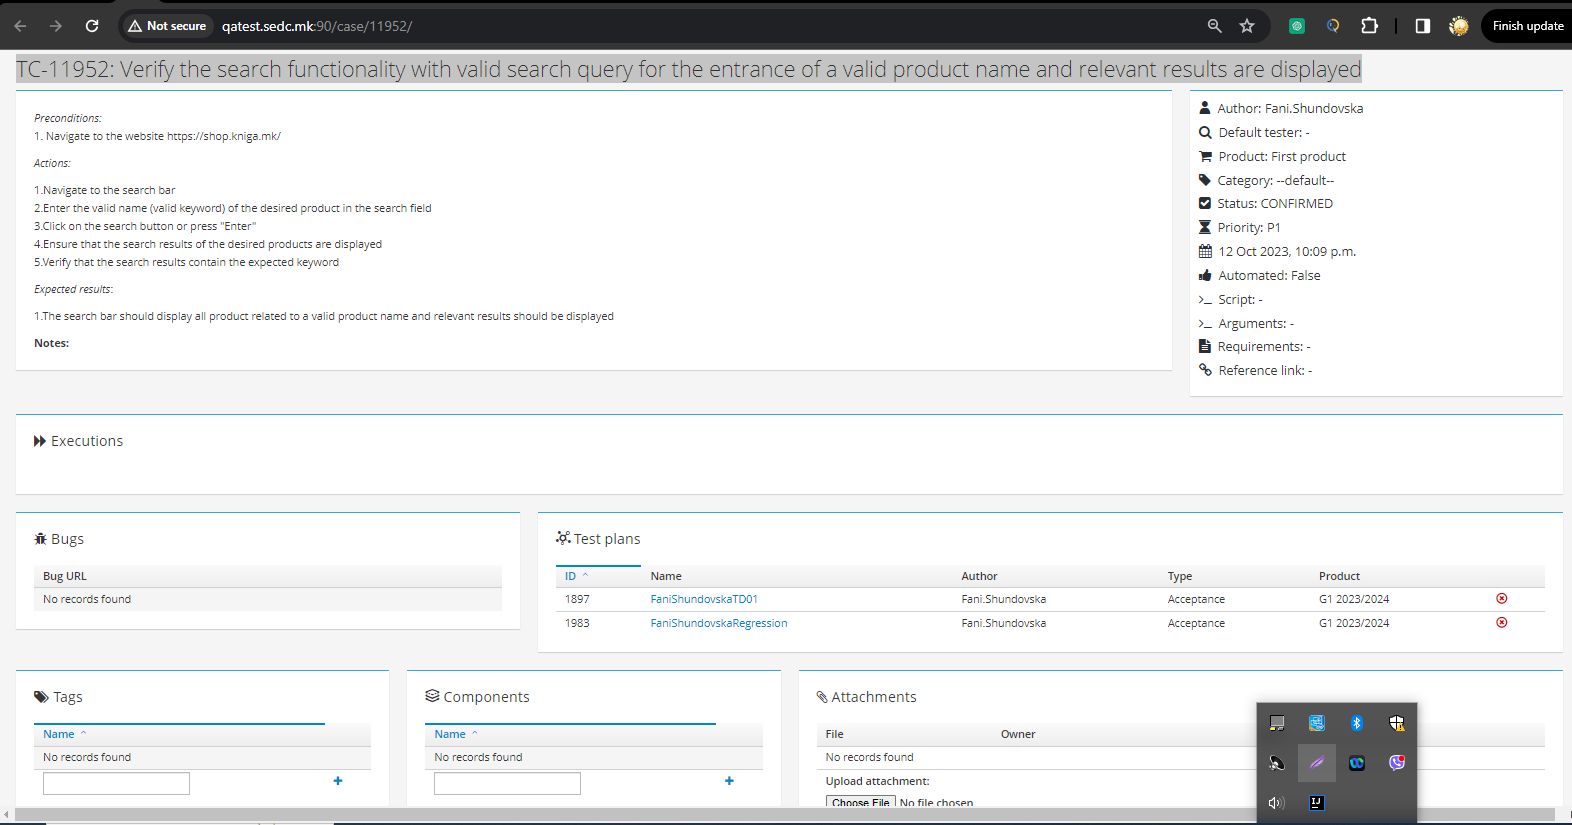 Not secure
qatest.sedc.mk:90/case/11952/
Finish update
TC-11952: Verify the search functionality with valid search query for the entrance of a valid product name and relevant results are displayed
Preconditions:
1. Navigate to the website https://shop.kniga.mk/
Actions:
1.Navigate to the search bar
2.Enter the valid name (valid keyword) of the desired product in the search field
3.Click on the search button or press "Enter"
4.Ensure that the search results of the desired products are displayed
5.Verify that the search results contain the expected keyword
Expected results:
1.The search bar should display all product related to a valid product name and relevant results should be displayed
Notes:
Author: Fani.Shundovska
Default tester: -
Product: First product
Category: --default--
Status: CONFIRMED
Priority: P1
12 Oct 2023, 10:09 p.m.
Automated: False
Script: -
Arguments: -
Requirements: -
Reference link: -
Executions
Bugs
Bug URL
No records found
Test plans
ID Name Author Type Product
1897 FaniShundovskaTD01 Fani.Shundovska Acceptance G1 2023/2024
1983 FaniShundovskaRegression Fani.Shundovska Acceptance G1 2023/2024
Tags
Name
No records found
Components
Name
No records found
Attachments
File Owner
No records found
Upload attachment:
Choose File No file chosen
IJ